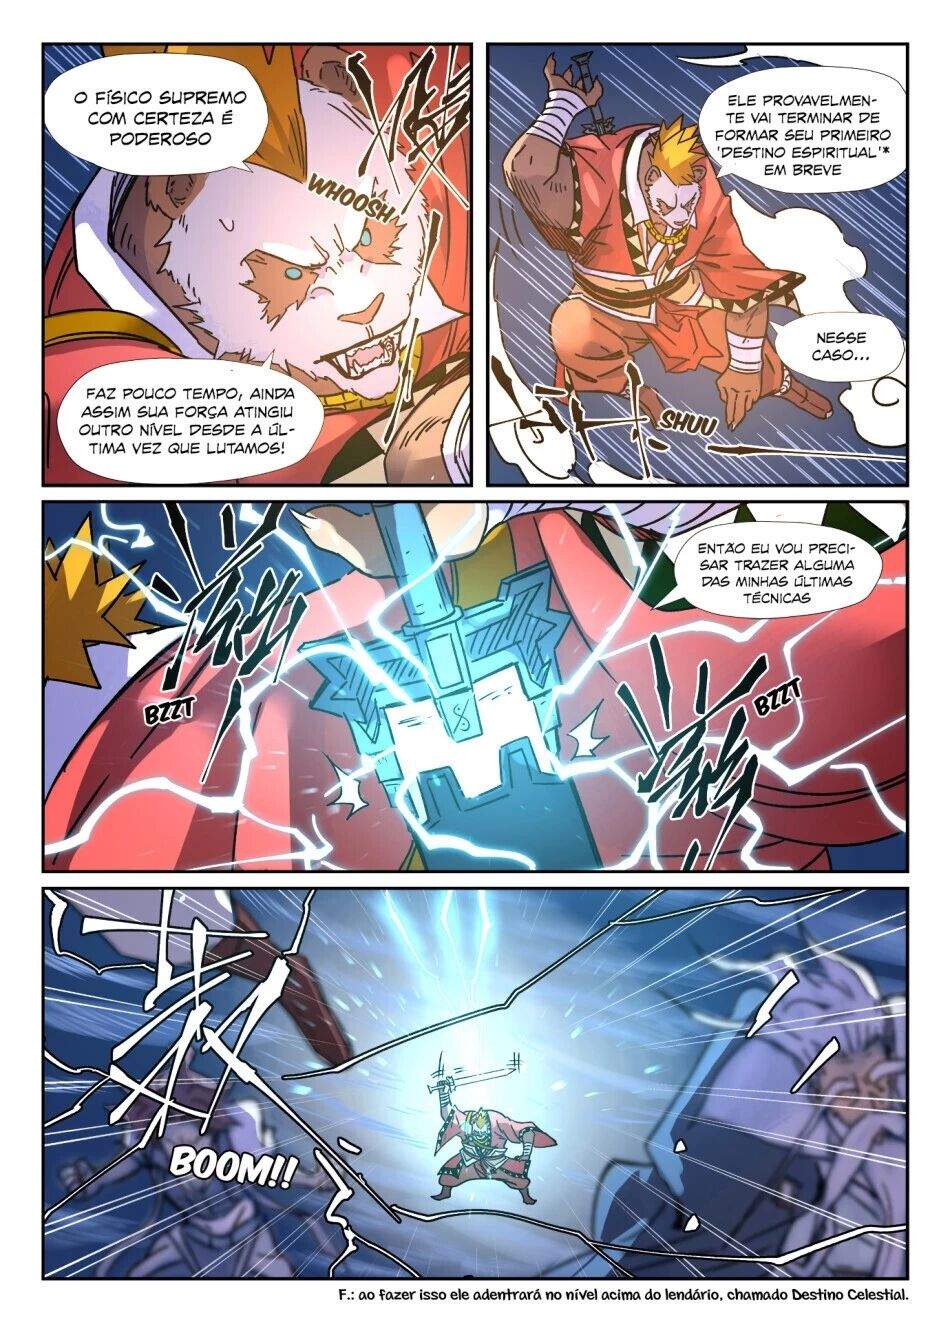 O FÍSICO SUPREMO
COM CERTEZA É
PODEROSO
WHOOSH
FAZ POUCO TEMPO, AINDA
ASSIM SUA FORÇA ATINGIU
OUTRO NÍVEL DESDE A ÚL-
TIMA VEZ QUE LUTAMOS!
ELE PROVAVELMEN-
TE VAI TERMINAR DE
FORMAR SEU PRIMEIRO
'DESTINO ESPIRITUAL'*
EM BREVE
NESSE
CASO...
SHUU
ENTÃO EU VOU PRECI-
SAR TRAZER ALGUMA
DAS MINHAS ÚLTIMAS
TÉCNICAS
BZZT
BZZT
BOOM!!
F.: ao fazer isso ele adentrará no nível acima do lendário, chamado Destino Celestial.